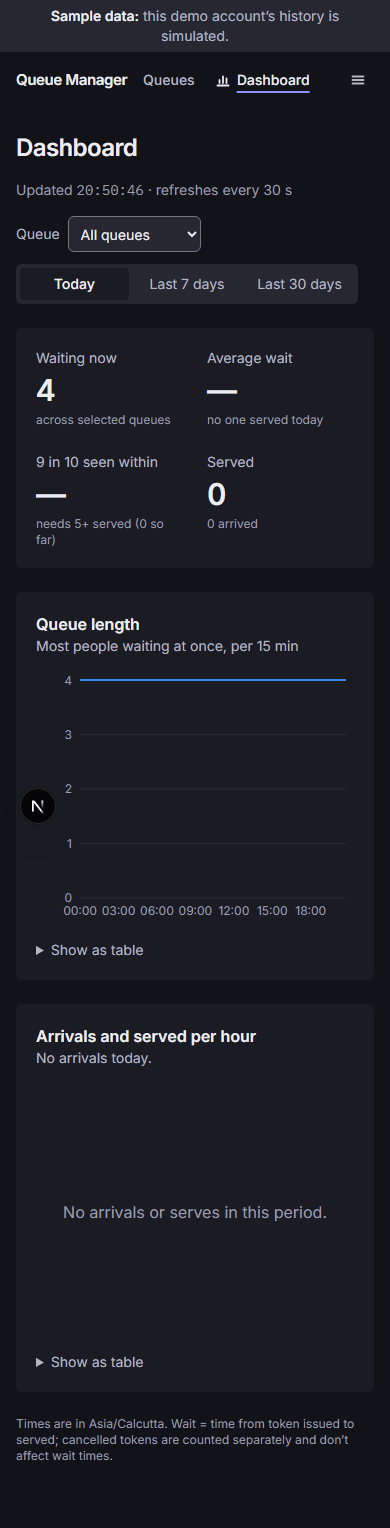 Sample data: this demo account's history is
simulated.
Queue Manager Queues Dashboard
Dashboard
Updated 20:50:46 · refreshes every 30 s
Queue All queues
Today Last 7 days Last 30 days
Waiting now Average wait
4 —
across selected queues no one served today
9 in 10 seen within Served
— 0
needs 5+ served (0 so 0 arrived
far)
Queue length
Most people waiting at once, per 15 min
4
3
2
1
0
00:00 03:00 06:00 09:00 12:00 15:00 18:00
Show as table
N
Arrivals and served per hour
No arrivals today.
No arrivals or serves in this period.
Show as table
Times are in Asia/Calcutta. Wait = time from token issued to
served; cancelled tokens are counted separately and don't
affect wait times.